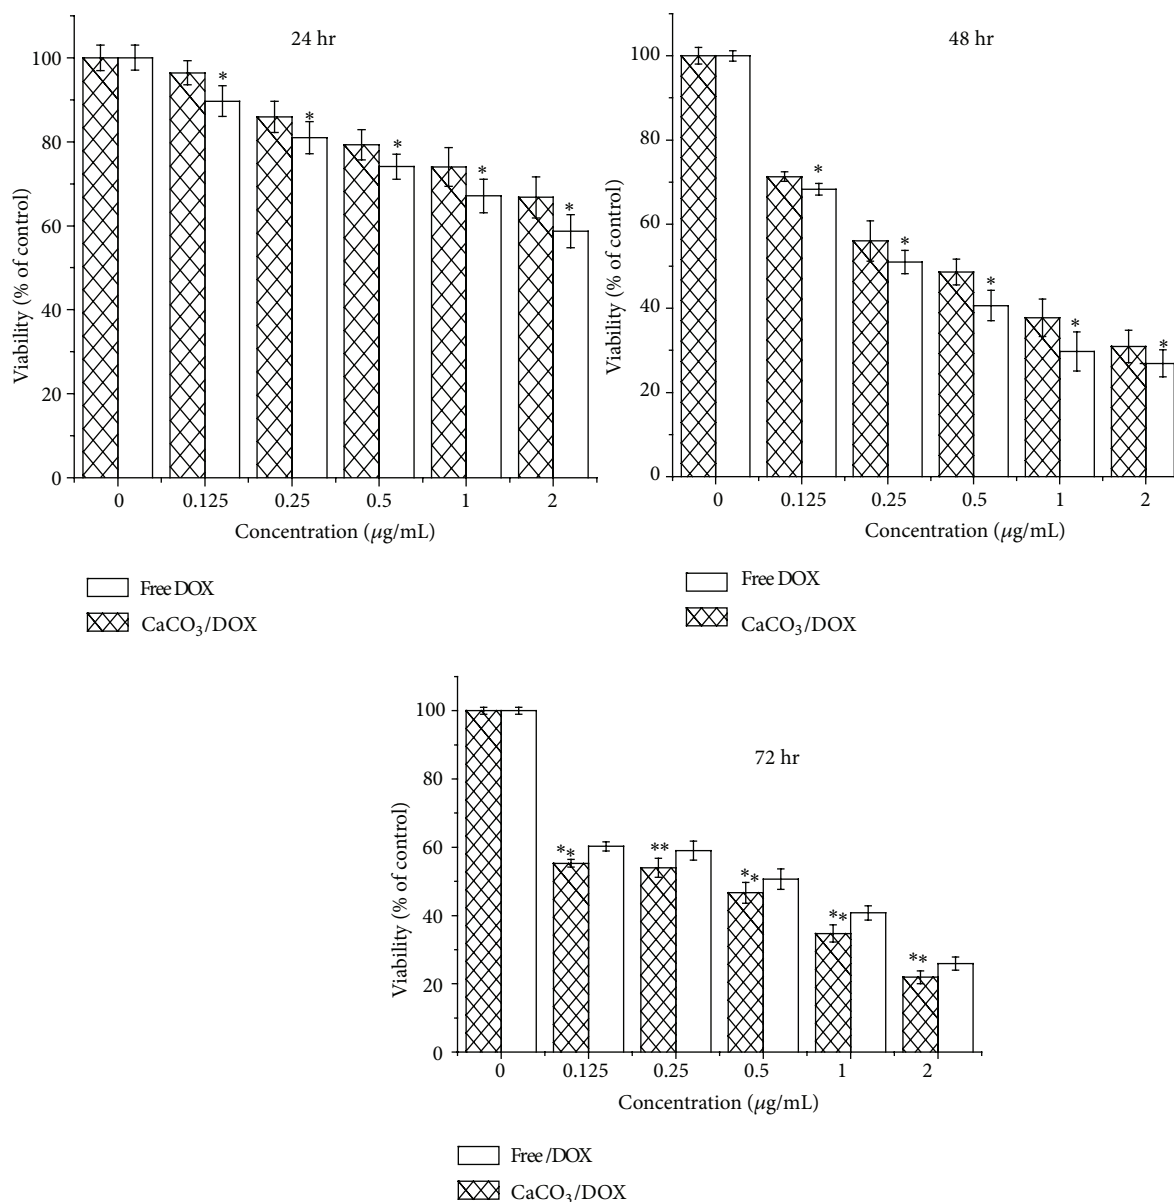 24 hr
100
80
60
40
20
0
Viability (% of control)
* * * * *
0 0.125 0.25 0.5 1 2
Concentration (μg/mL)
Free DOX
CaCO₃/DOX
48 hr
100
80
60
40
20
0
Viability (% of control)
* * * * *
0 0.125 0.25 0.5 1 2
Concentration (μg/mL)
Free DOX
CaCO₃/DOX
72 hr
100
80
60
40
20
0
Viability (% of control)
** ** ** ** **
0 0.125 0.25 0.5 1 2
Concentration (μg/mL)
Free/DOX
CaCO₃/DOX